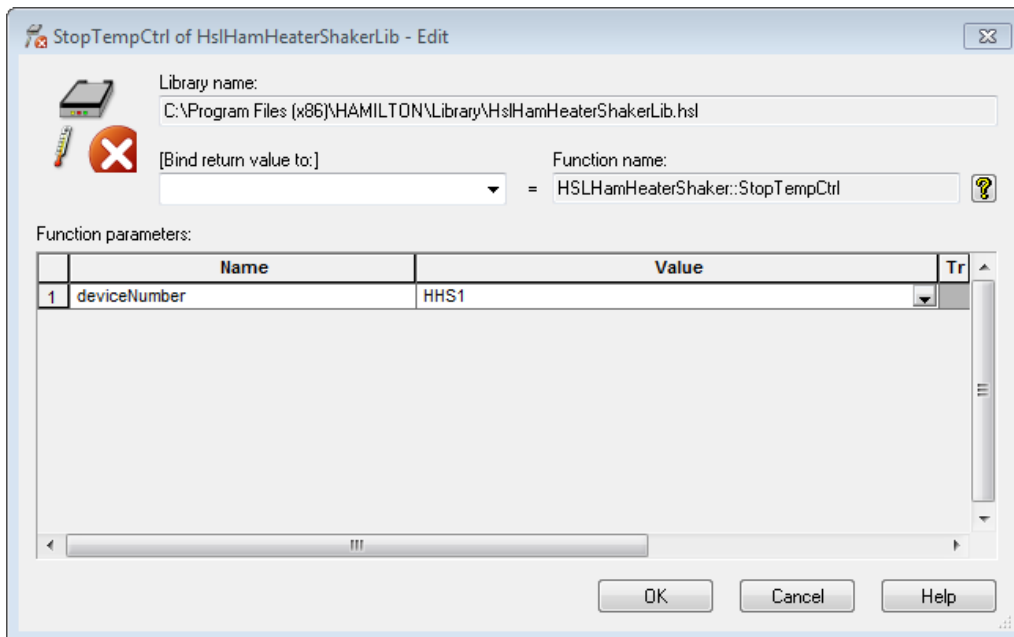 StopTempCtrl of HslHamHeaterShakerLib - Edit
Library name:
C:\Program Files (x86)\HAMILTON\Library\HslHamHeaterShakerLib.hsl
[Bind return value to:]
Function name:
= HSLHamHeaterShaker::StopTempCtrl
Function parameters:
Name Value Tr
1 deviceNumber HHS1
OK Cancel Help